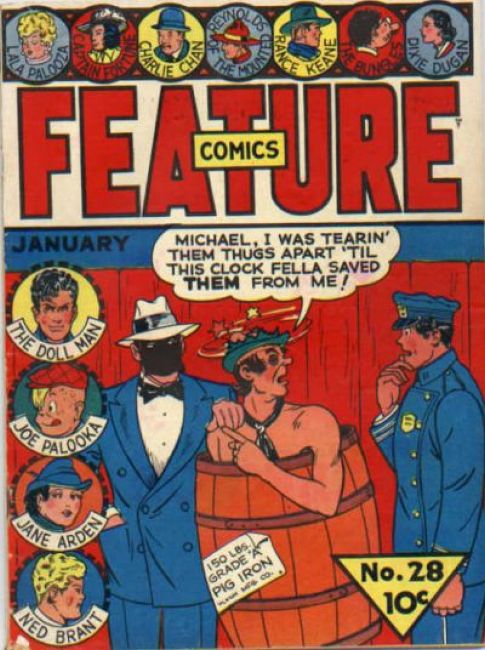 LALA PALOOZA
CAPTAIN FORTUNE
CHARLIE CHAN
REYNOLDS
OF THE MOUNTED
RANCE KEANE
THE BUNGLES
DIXIE DUGAN
FEATURE
COMICS
JANUARY
MICHAEL, I WAS TEARIN'
THEM THUGS APART 'TIL
THIS CLOCK FELLA SAVED
THEM FROM ME!
THE DOLL MAN
JOE PALOOKA
JANE ARDEN
NED BRANT
150 LBS.
GRADE "A"
PIG IRON
MFG CO.
No. 28
10¢